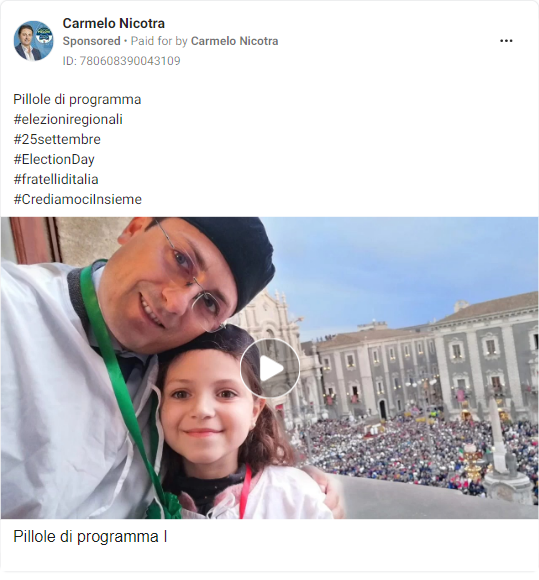 Carmelo Nicotra
Sponsored • Paid for by Carmelo Nicotra
ID: 780608390043109
Pillole di programma
#elezioniregionali
#25settembre
#ElectionDay
#fratelliditalia
#CrediamociInsieme
Pillole di programma I